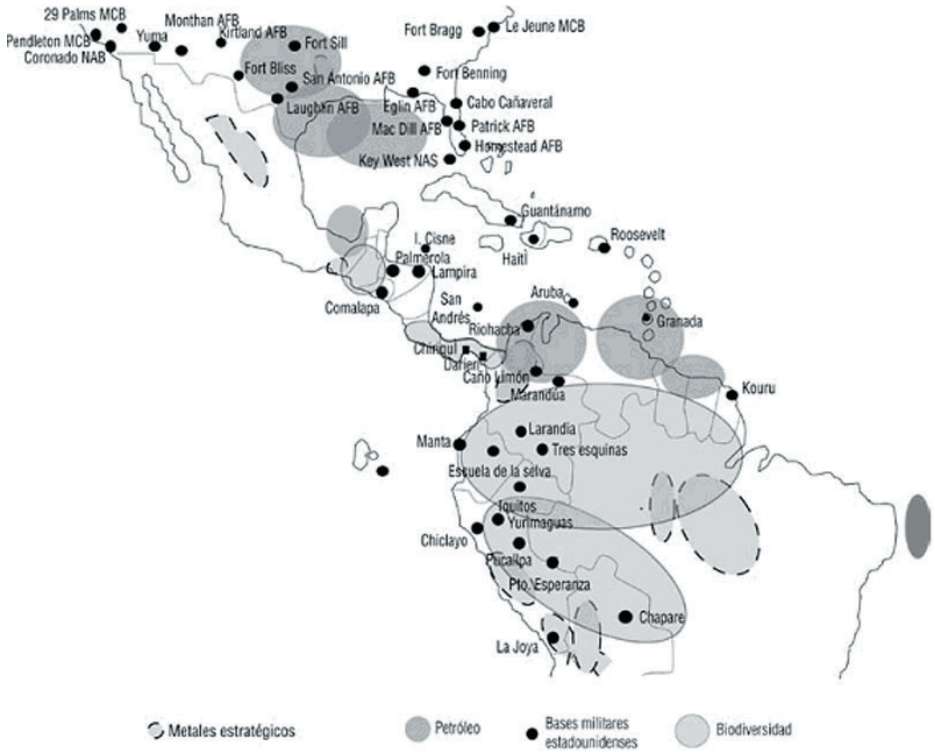 29 Palms MCB
Monthan AFB
Kirtland AFB
Fort Bragg
Le Jeune MCB
Pendleton MCB
Yuma
Fort Sill
Coronado NAB
Fort Bliss
San Antonio AFB
Fort Benning
Laughlin AFB
Eglin AFB
Cabo Cañaveral
Mac Dill AFB
Patrick AFB
Homestead AFB
Key West NAS
Guantánamo
I. Cisne
Haití
Roosevelt
Palmerola
Lampira
Comalapa
San
Andrés
Aruba
Riohacha
Granada
Chiriquí
Darién
Caño Limón
Marandúa
Kouru
Manta
Larandia
Tres esquinas
Escuela de la selva
Iquitos
Yurimaguas
Chiclayo
Pucallpa
Pto. Esperanza
Chapare
La Joya
Metales estratégicos
Petróleo
Bases militares
estadounidenses
Biodiversidad